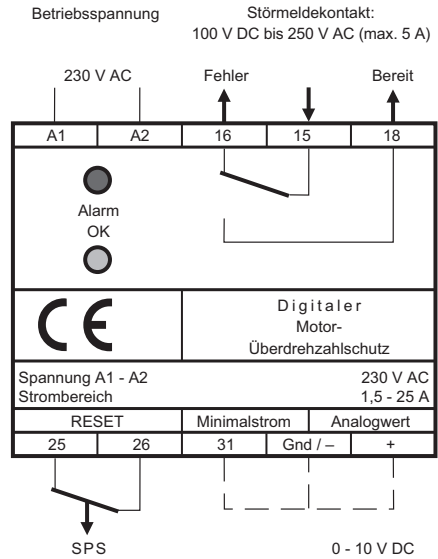 Betriebsspannung
Störmeldekontakt:
100 V DC bis 250 V AC (max. 5 A)
230 V AC
Fehler
Bereit
A1 A2 16 15 18
Alarm
OK
CE
Digitaler
Motor-
Überdrehzahlschutz
Spannung A1 - A2 230 V AC
Strombereich 1,5 - 25 A
RESET Minimalstrom Analogwert
25 26 31 Gnd / – +
SPS
0 - 10 V DC